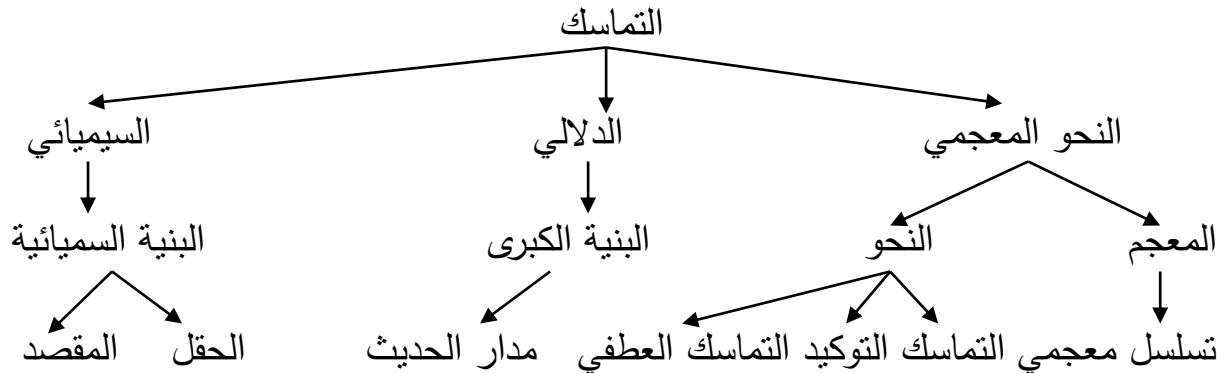 التماسك
النحو المعجمي الدلالي السيميائي
المعجم النحو البنية الكبرى البنية السميائية
تسلسل معجمي التماسك التوكيد التماسك العطفي مدار الحديث الحقل المقصد